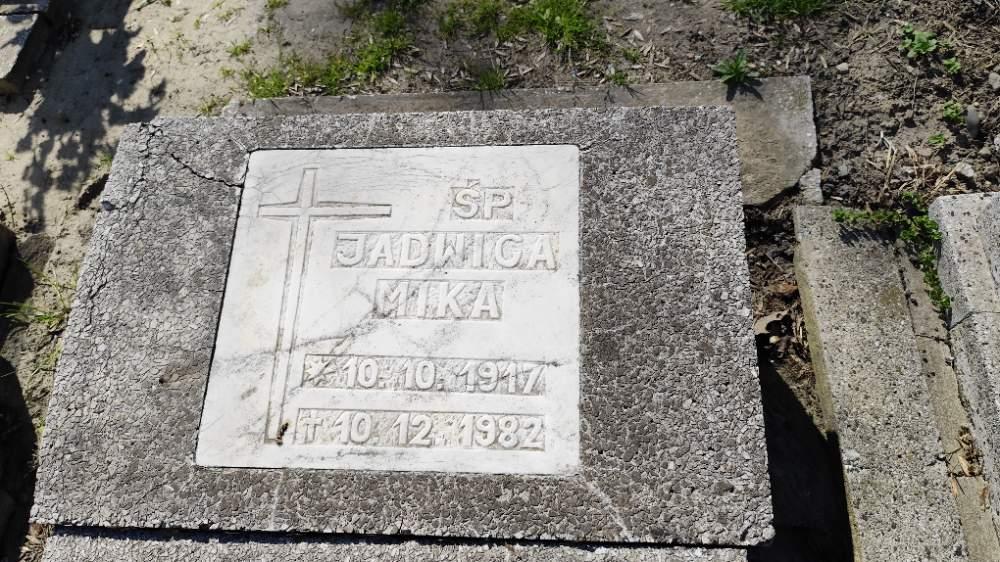 ŚP
JADWIGA
MIKA
* 10. 10. 1917
† 10. 12. 1982